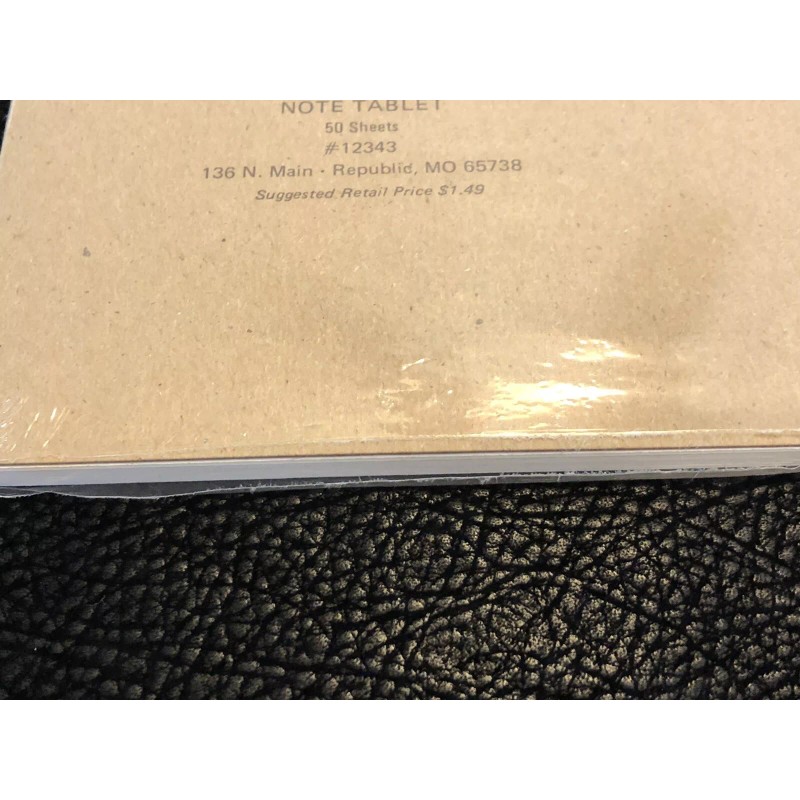 NOTE TABLET
50 Sheets
#12343
136 N. Main · Republic, MO 65738
Suggested Retail Price $1.49